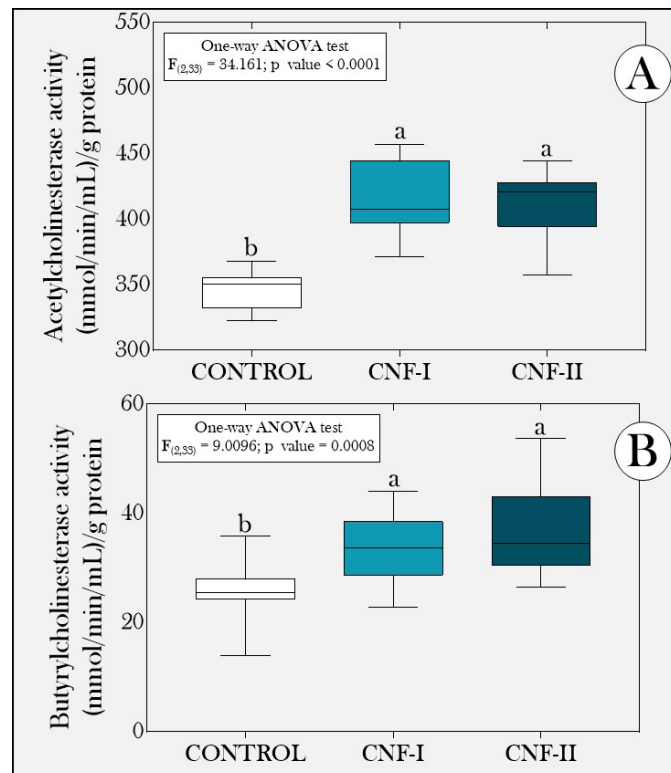 550
500
450
400
350
300
Acetylcholinesterase activity
(mmol/min/mL)/g protein
One-way ANOVA test
F(2,33) = 34.161; p value < 0.0001
A
b
a
a
CONTROL
CNF-I
CNF-II
60
40
20
0
Butyrylcholinesterase activity
(mmol/min/mL)/g protein
One-way ANOVA test
F(2,33) = 9.0096; p value = 0.0008
B
b
a
a
CONTROL
CNF-I
CNF-II